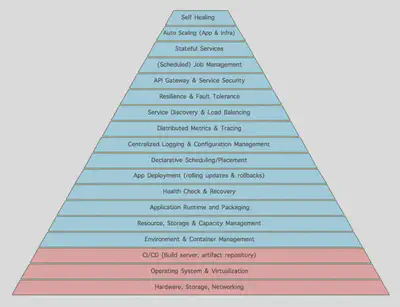 Self Healing
Auto Scaling (App & Infra)
Stateful Services
(Scheduled) Job Management
API Gateway & Service Security
Resilience & Fault Tolerance
Service Discovery & Load Balancing
Distributed Metrics & Tracing
Centralized Logging & Configuration Management
Declarative Scheduling/Placement
App Deployment (rolling updates & rollbacks)
Health Check & Recovery
Application Runtime and Packaging
Resource, Storage & Capacity Management
Environment & Container Management
CI/CD (Build server, artifact repository)
Operating System & Virtualization
Hardware, Storage, Networking